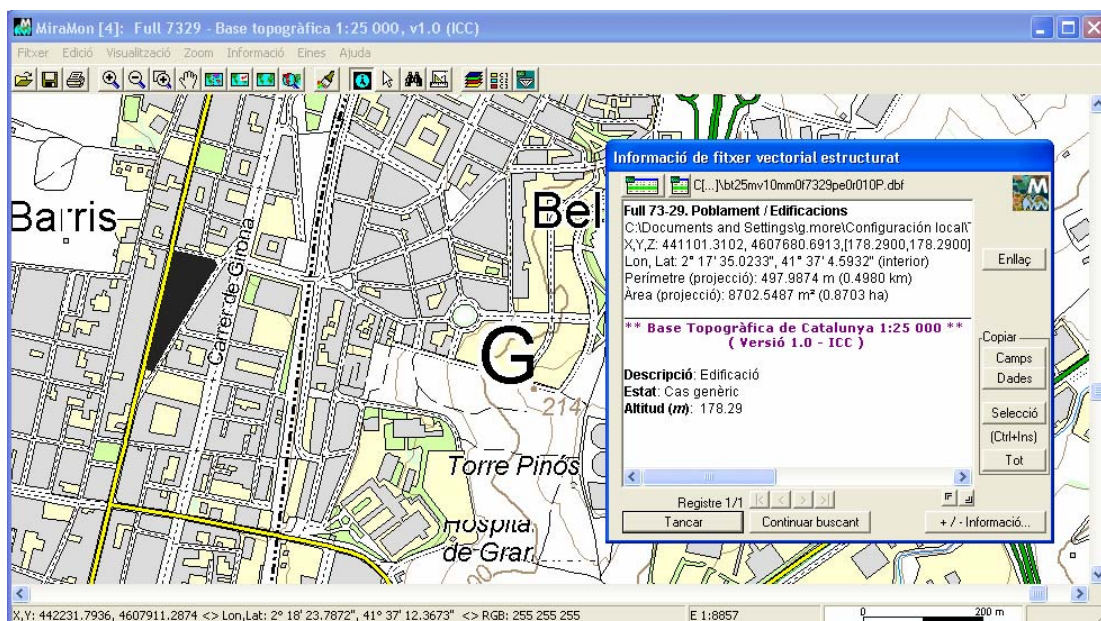 MiraMon [4]: Full 7329 - Base topogràfica 1:25 000, v1.0 (ICC)
Fitxer Edició Visualització Zoom Informació Eines Ajuda
Barris
Carrer de Girona
Bel
G
214
Torre Pinós
Hospital
de Gran
00
Informació de fitxer vectorial estructurat
C[...]\bt25mv10mm0f7329pe0r010P.dbf
Full 73-29. Poblament / Edificacions
C:\Documents and Settings\g.more\Configuración local\
X,Y,Z: 441101.3102, 4607680.6913,[178.2900,178.2900]
Lon, Lat: 2° 17' 35.0233", 41° 37' 4.5932" (interior)
Perímetre (projecció): 497.9874 m (0.4980 km)
Àrea (projecció): 8702.5487 m² (0.8703 ha)
** Base Topogràfica de Catalunya 1:25 000 **
( Versió 1.0 - ICC )
Descripció: Edificació
Estat: Cas genèric
Altitud (m): 178.29
Enllaç
Copiar
Camps
Dades
Selecció
(Ctrl+Ins)
Tot
Registre 1/1
Tancar
Continuar buscant
+ / - Informació...
X,Y: 442231.7936, 4607911.2874 <> Lon,Lat: 2° 18' 23.7872", 41° 37' 12.3673" <> RGB: 255 255 255
E 1:8857
0 200 m